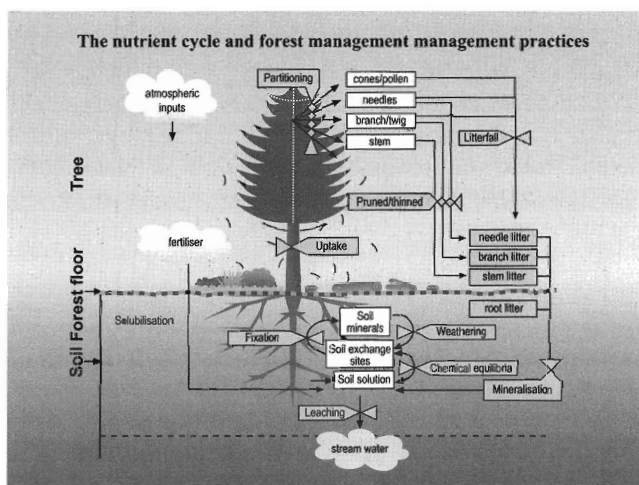 The nutrient cycle and forest management management practices
Partitioning
cones/pollen
needles
branch/twig
stem
atmospheric
inputs
Litterfall
Tree
Pruned/thinned
fertiliser
Uptake
needle litter
branch litter
stem litter
Forest floor
Soil
root litter
Solubilisation
Soil
minerals
Fixation
Weathering
Soil exchange
sites
Chemical equilibria
Soil solution
Mineralisation
Leaching
stream water